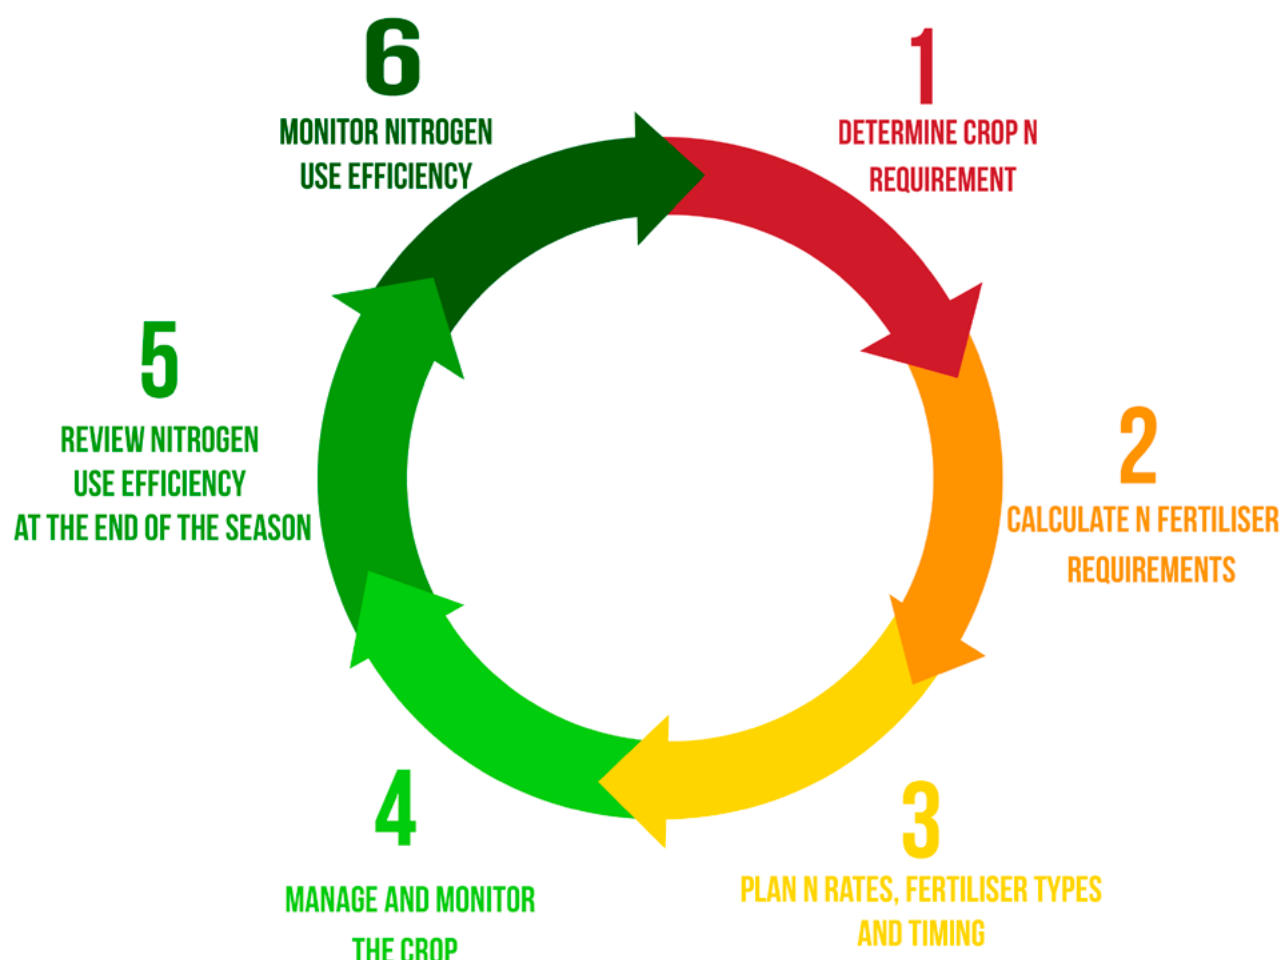 1
DETERMINE CROP N
REQUIREMENT
2
CALCULATE N FERTILISER
REQUIREMENTS
3
PLAN N RATES, FERTILISER TYPES
AND TIMING
4
MANAGE AND MONITOR
THE CROP
5
REVIEW NITROGEN
USE EFFICIENCY
AT THE END OF THE SEASON
6
MONITOR NITROGEN
USE EFFICIENCY